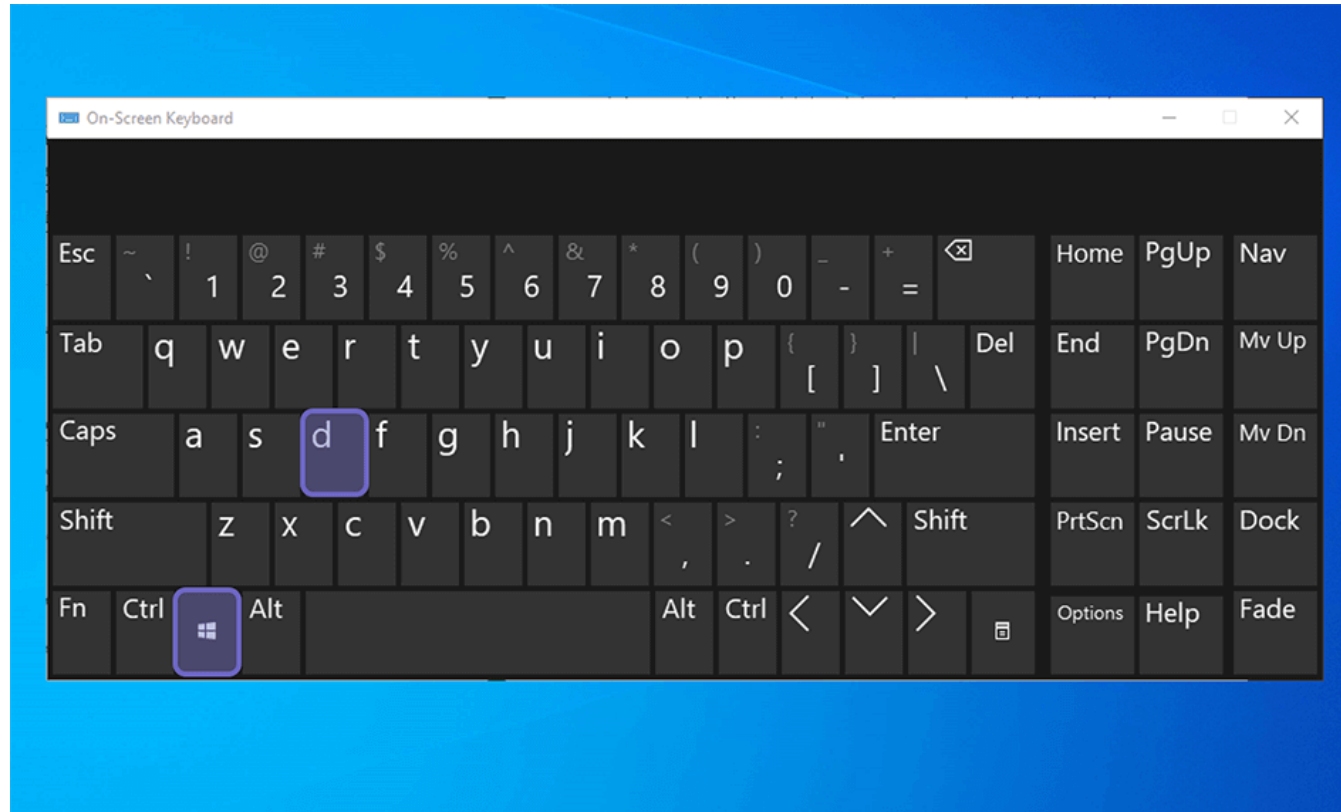 On-Screen Keyboard
Esc ~ ` ! 1 @ 2 # 3 $ 4 % 5 ^ 6 & 7 * 8 ( 9 ) 0 _ - + = Home PgUp Nav
Tab q w e r t y u i o p { [ } ] | \ Del End PgDn Mv Up
Caps a s d f g h j k l : ; " ' Enter Insert Pause Mv Dn
Shift z x c v b n m < , > . ? / Shift PrtScn ScrLk Dock
Fn Ctrl Alt Alt Ctrl Options Help Fade